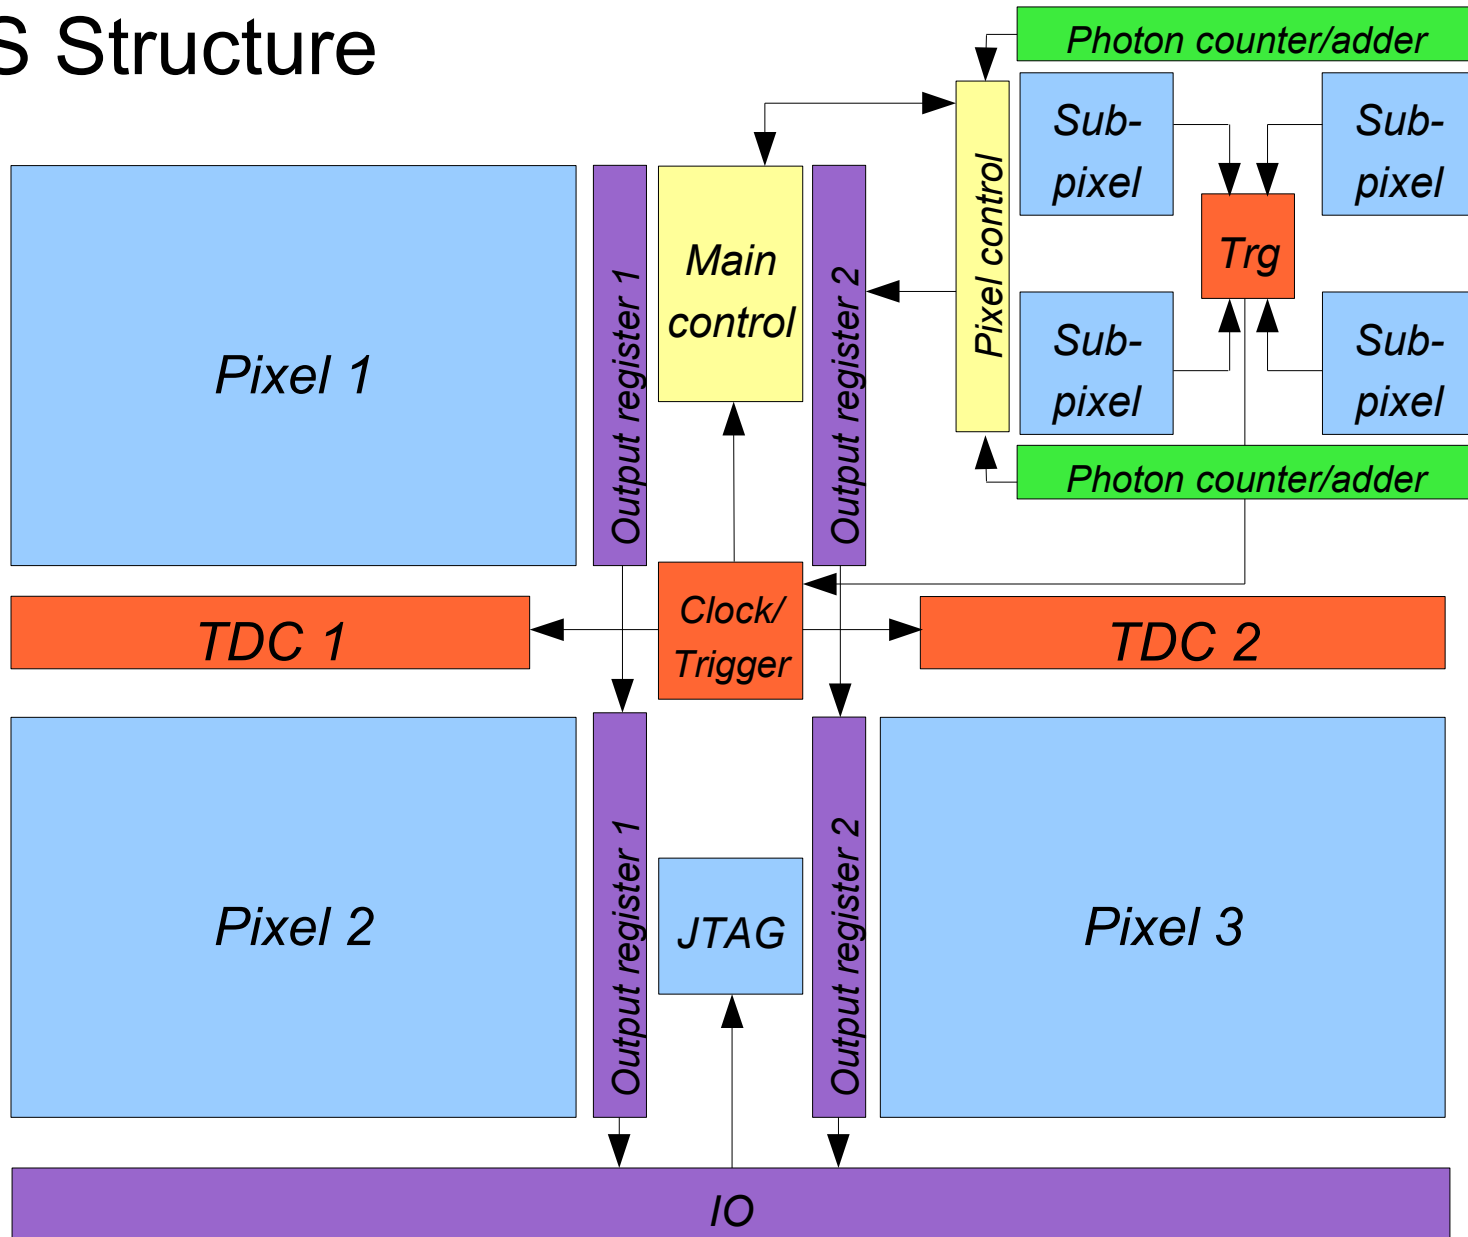 S Structure
Photon counter/adder
Sub-
pixel
Sub-
pixel
Pixel control
Trg
Main
control
Output register 1
Output register 2
Pixel 1
Sub-
pixel
Sub-
pixel
Photon counter/adder
Clock/
Trigger
TDC 1
TDC 2
Pixel 2
Output register 1
JTAG
Output register 2
Pixel 3
IO